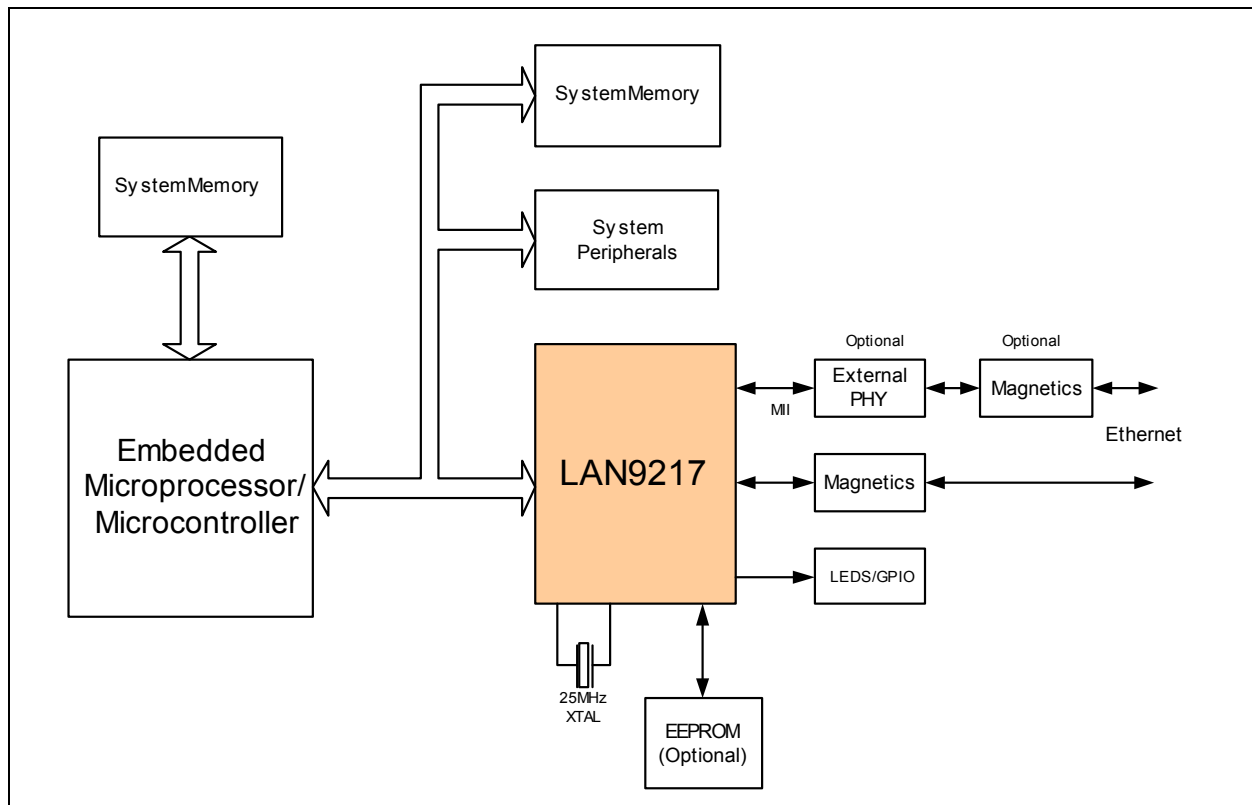 SystemMemory
SystemMemory
System
Peripherals
Embedded
Microprocessor/
Microcontroller
LAN9217
MII
Optional
External
PHY
Optional
Magnetics
Ethernet
Magnetics
LEDS/GPIO
25MHz
XTAL
EEPROM
(Optional)